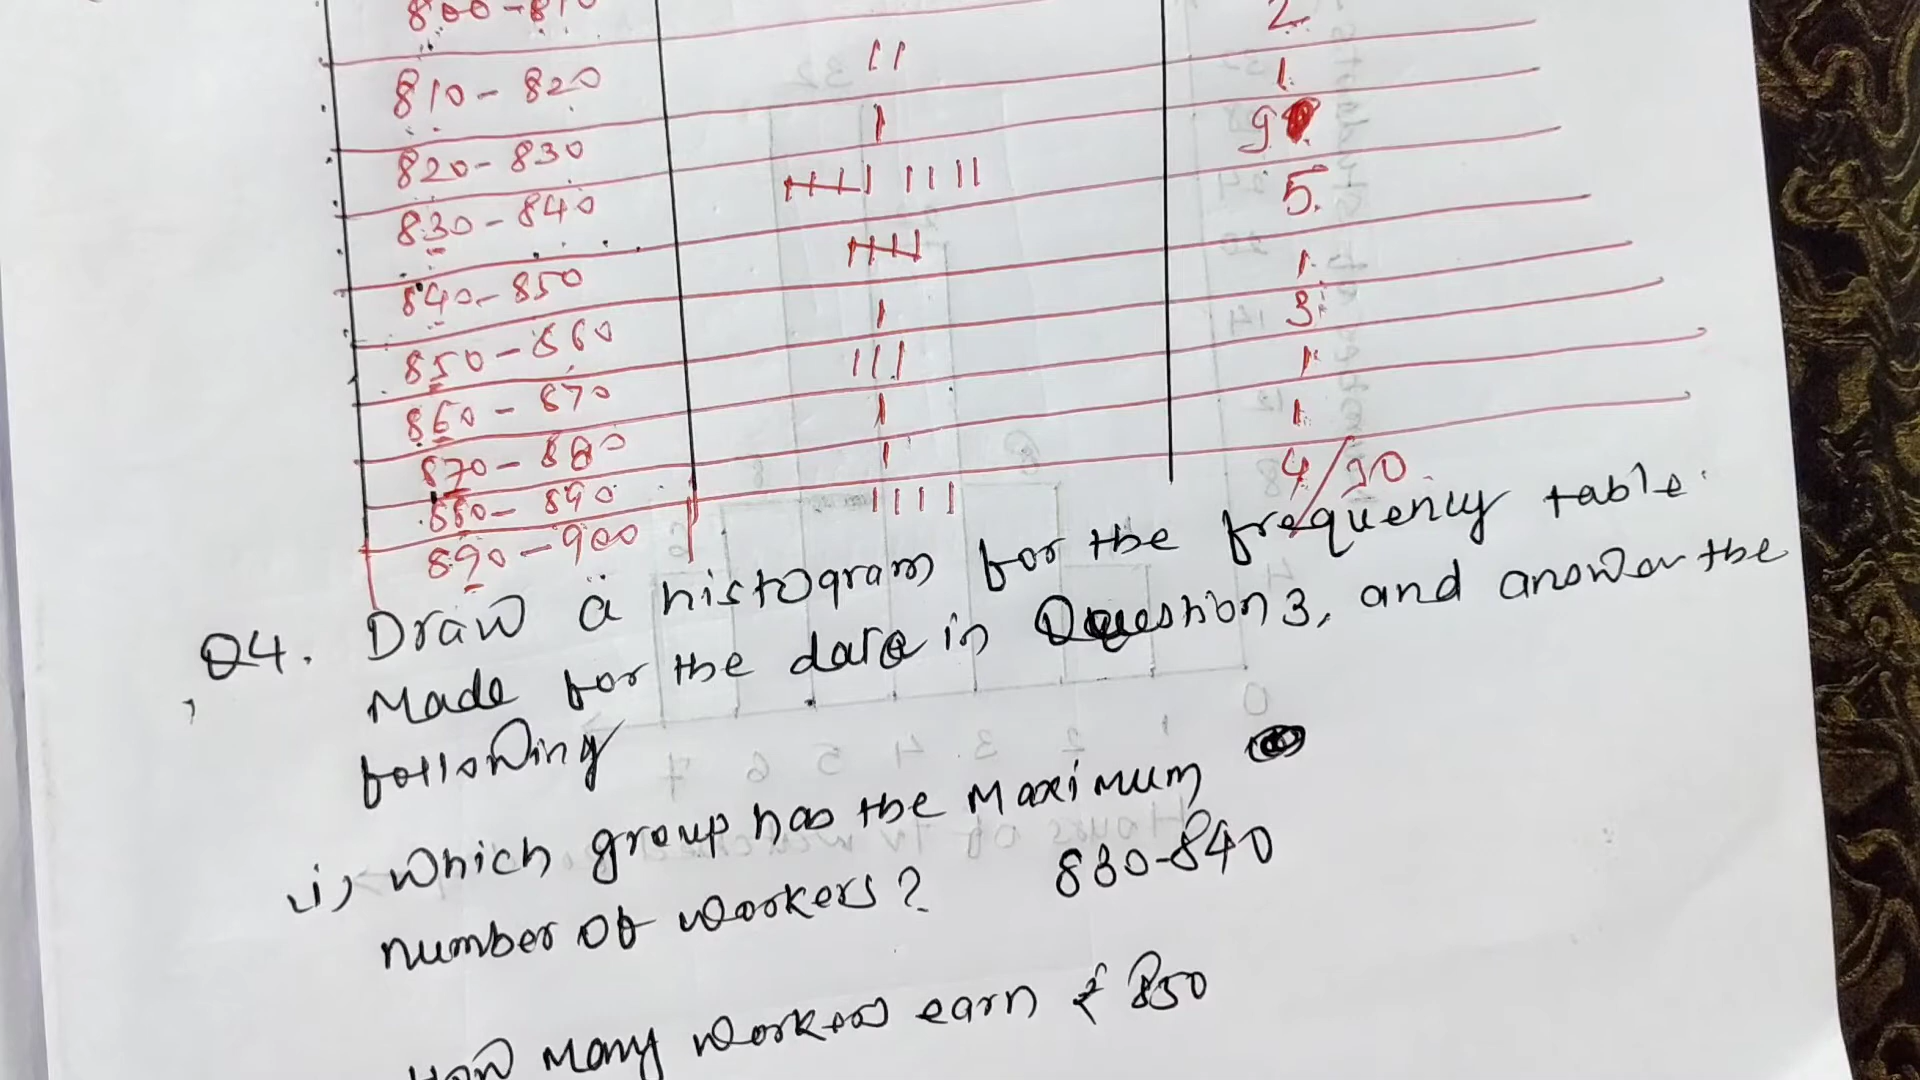 800-810 2
810-820 || 1
820-830 | 9
830-840 |||| |||| 5
840-850 |||| 1
850-860 | 3
860-870 ||| 1
870-880 | 1
880-890 | 4/30
890-900 ||||
Q4. Draw a histogram for the frequency table
Made for the data in Question 3, and answer the
following
i) Which group has the Maximum
number of workers? 830-840
How Many workers earn ₹ 850